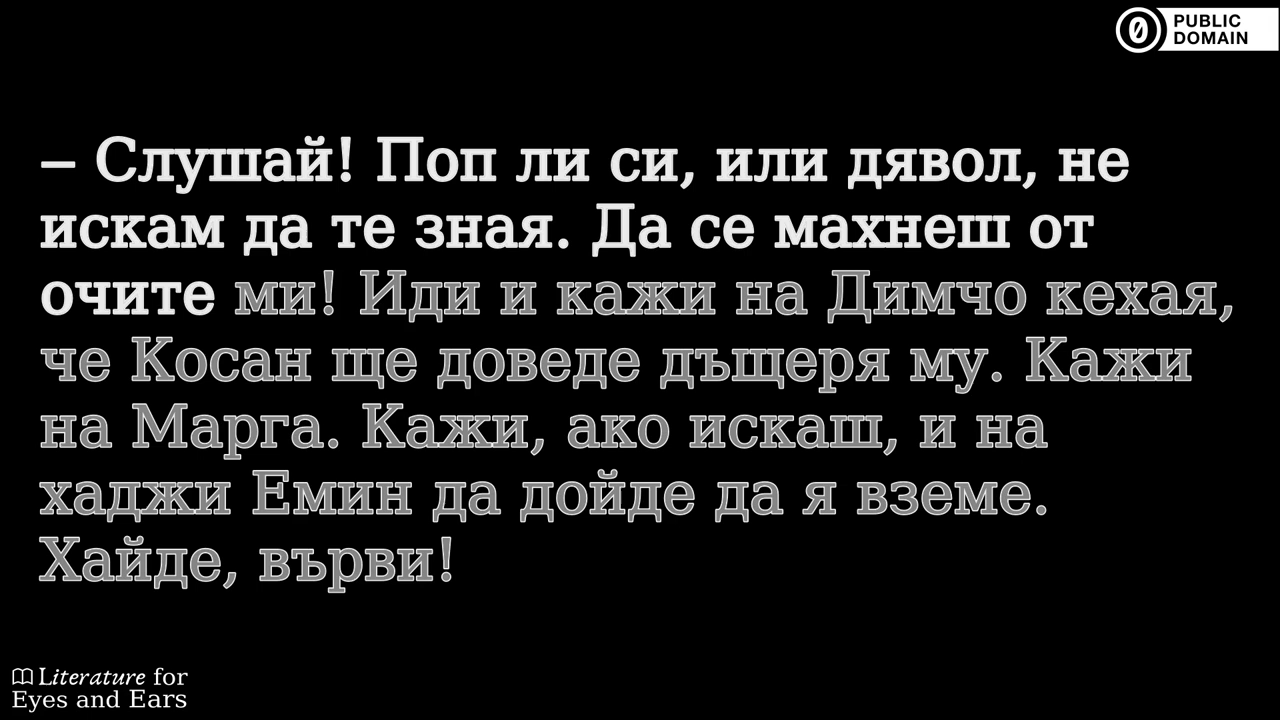 PUBLIC
DOMAIN
– Слушай! Поп ли си, или дявол, не
искам да те зная. Да се махнеш от
очите ми! Иди и кажи на Димчо кехая,
че Косан ще доведе дъщеря му. Кажи
на Марга. Кажи, ако искаш, и на
хаджи Емин да дойде да я вземе.
Хайде, върви!
Literature for
Eyes and Ears